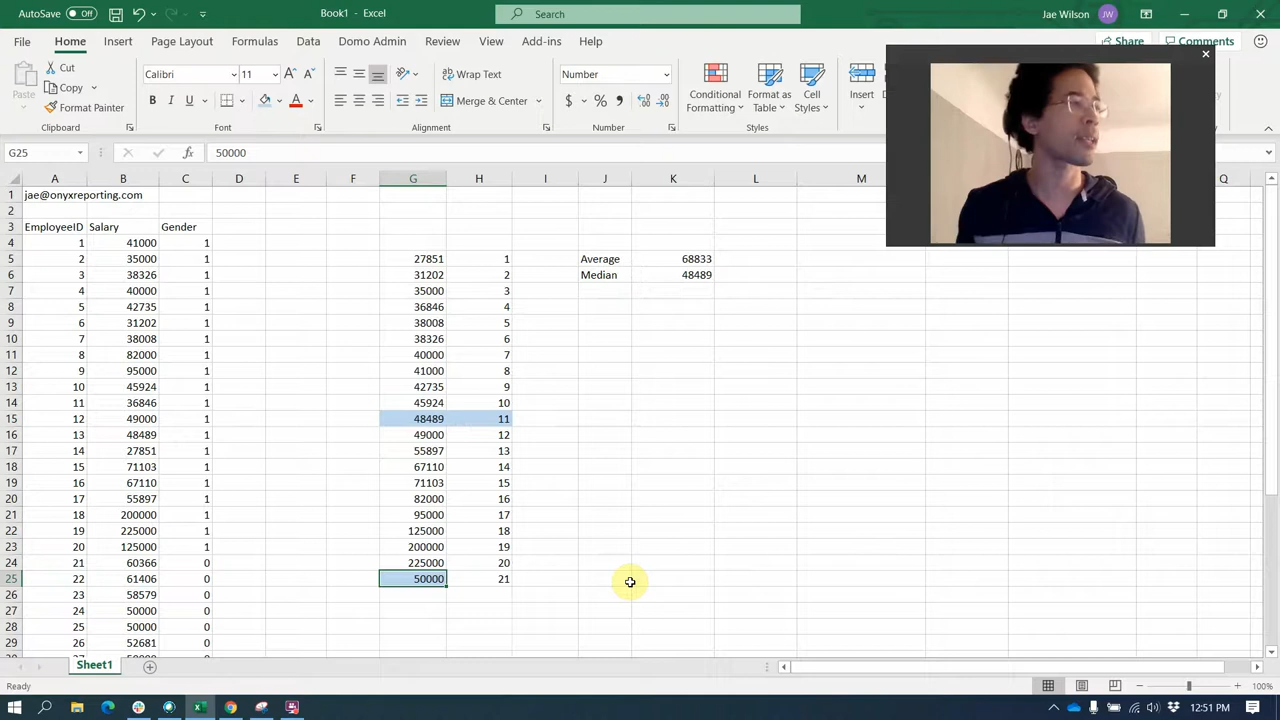 AutoSave Off Book1 - Excel Search Jae Wilson JW
File Home Insert Page Layout Formulas Data Domo Admin Review View Add-ins Help Share Comments
Paste Cut Copy Format Painter Clipboard
Calibri 11 Font
Wrap Text Merge & Center Alignment
Number Number
Conditional Formatting Format as Table Cell Styles Styles
Insert
G25 50000
A B C D E F G H I J K L M Q
1 jae@onyxreporting.com
2
3 EmployeeID Salary Gender
4 1 41000 1
5 2 35000 1 27851 1 Average 68833
6 3 38326 1 31202 2 Median 48489
7 4 40000 1 35000 3
8 5 42735 1 36846 4
9 6 31202 1 38008 5
10 7 38008 1 38326 6
11 8 82000 1 40000 7
12 9 95000 1 41000 8
13 10 45924 1 42735 9
14 11 36846 1 45924 10
15 12 49000 1 48489 11
16 13 48489 1 49000 12
17 14 27851 1 55897 13
18 15 71103 1 67110 14
19 16 67110 1 71103 15
20 17 55897 1 82000 16
21 18 200000 1 95000 17
22 19 225000 1 125000 18
23 20 125000 1 200000 19
24 21 60366 0 225000 20
25 22 61406 0 50000 21
26 23 58579 0
27 24 50000 0
28 25 50000 0
29 26 52681 0
Sheet1
Ready 100%
12:51 PM